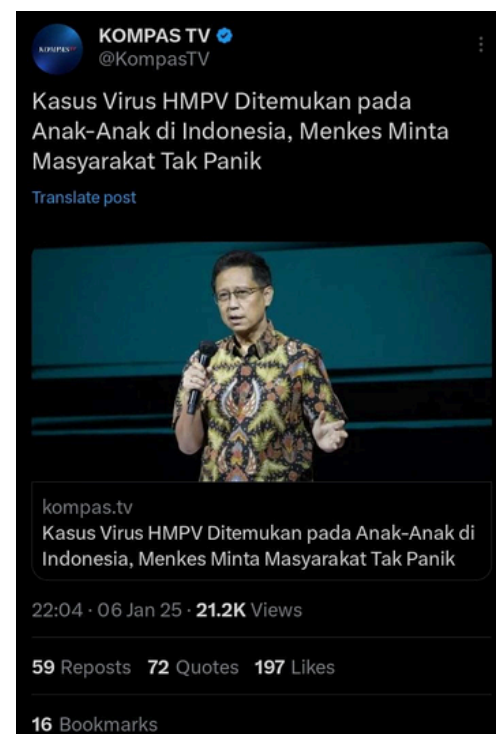 KOMPAS TV
@KompasTV
KOMPAS TV
Kasus Virus HMPV Ditemukan pada
Anak-Anak di Indonesia, Menkes Minta
Masyarakat Tak Panik
Translate post
kompas.tv
Kasus Virus HMPV Ditemukan pada Anak-Anak di
Indonesia, Menkes Minta Masyarakat Tak Panik
22:04 · 06 Jan 25 · 21.2K Views
59 Reposts 72 Quotes 197 Likes
16 Bookmarks